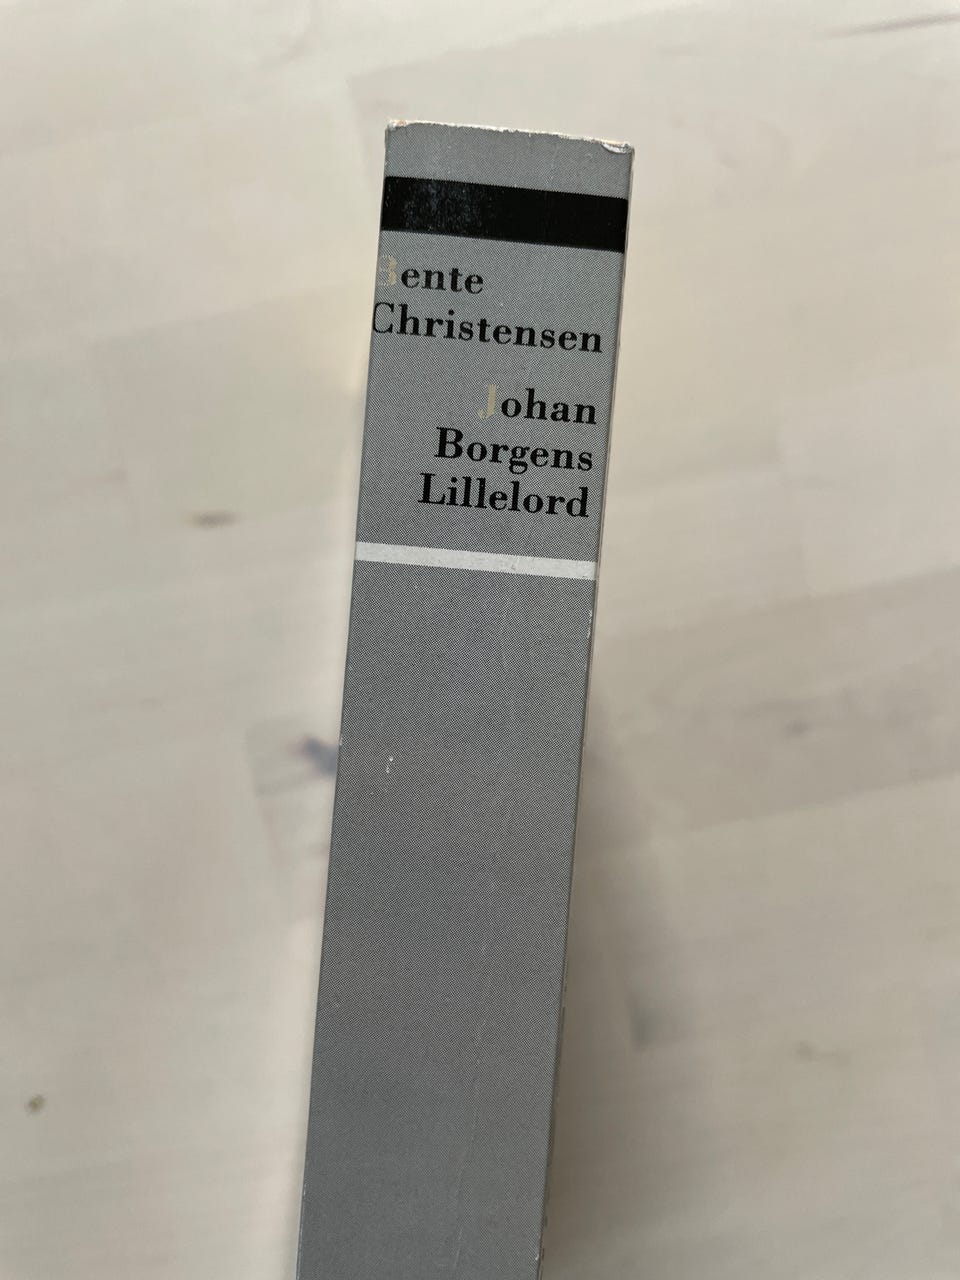 Bente
Christensen
Johan
Borgens
Lillelord